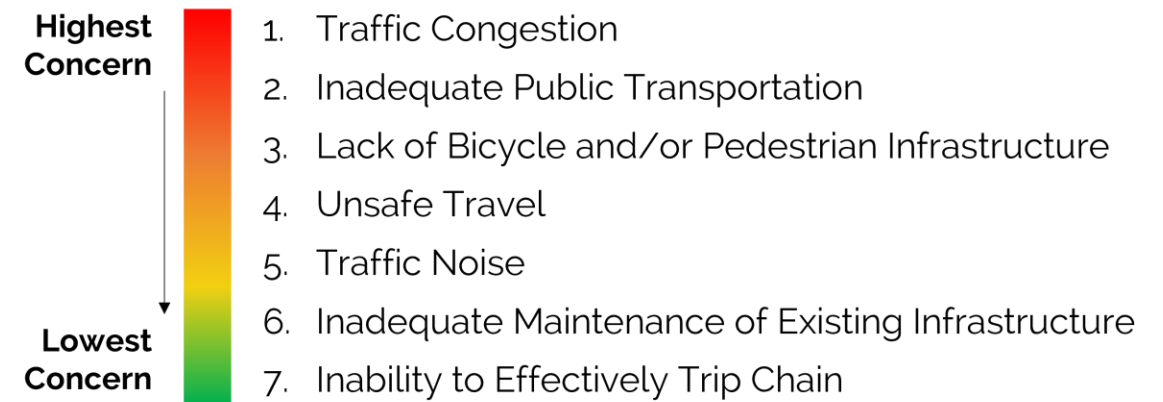 Highest
Concern
1. Traffic Congestion
2. Inadequate Public Transportation
3. Lack of Bicycle and/or Pedestrian Infrastructure
4. Unsafe Travel
5. Traffic Noise
6. Inadequate Maintenance of Existing Infrastructure
Lowest
Concern
7. Inability to Effectively Trip Chain